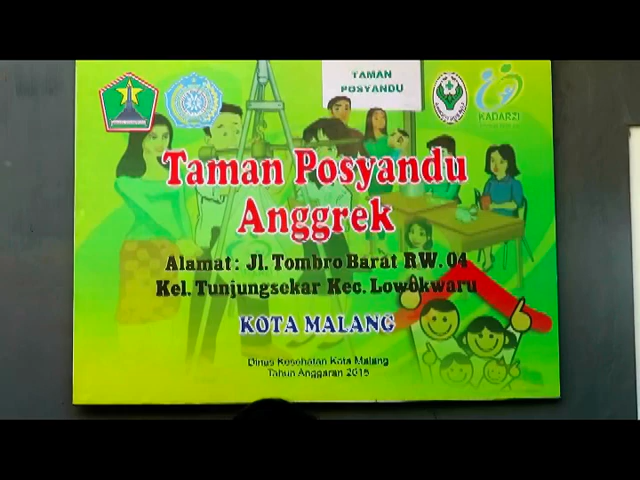 TAMAN
POSYANDU
KADARZI
Taman Posyandu
Anggrek
Alamat: Jl. Tombro Barat RW. 04
Kel. Tunjungsekar Kec. Lowokwaru
KOTA MALANG
Dinas Kesehatan Kota Malang
Tahun Anggaran 2015